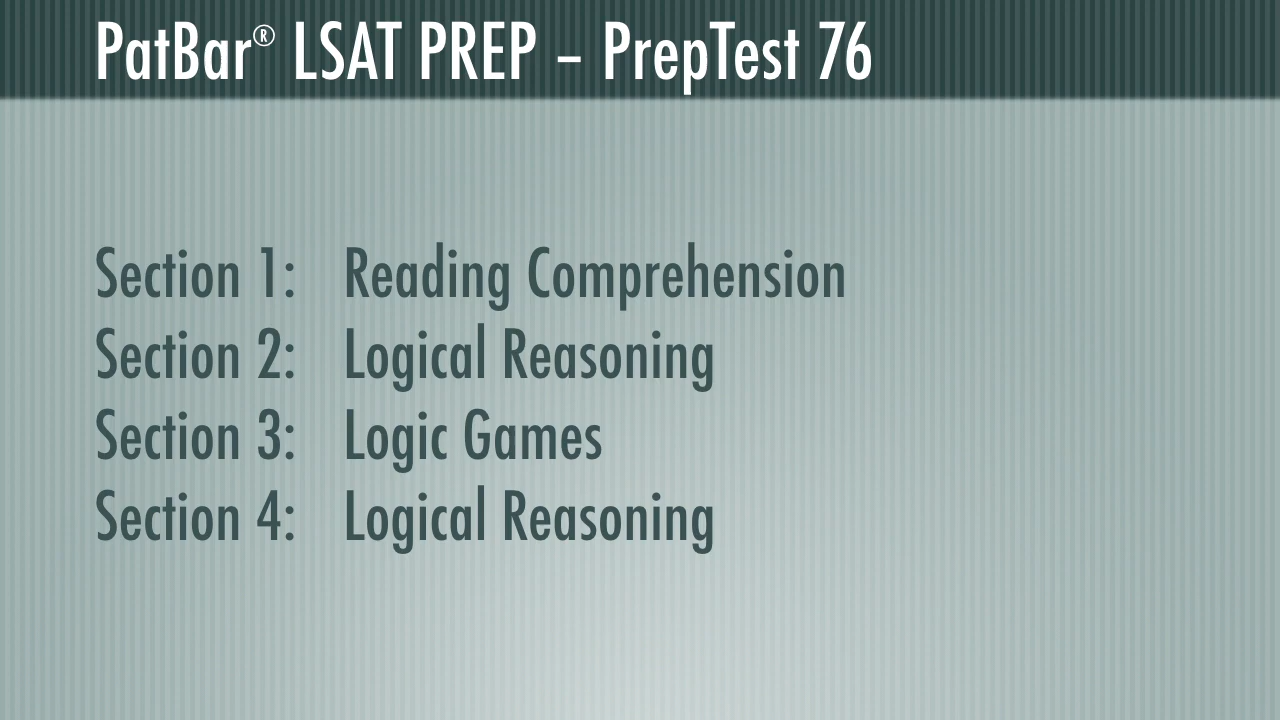 PatBar® LSAT PREP – PrepTest 76
Section 1: Reading Comprehension
Section 2: Logical Reasoning
Section 3: Logic Games
Section 4: Logical Reasoning